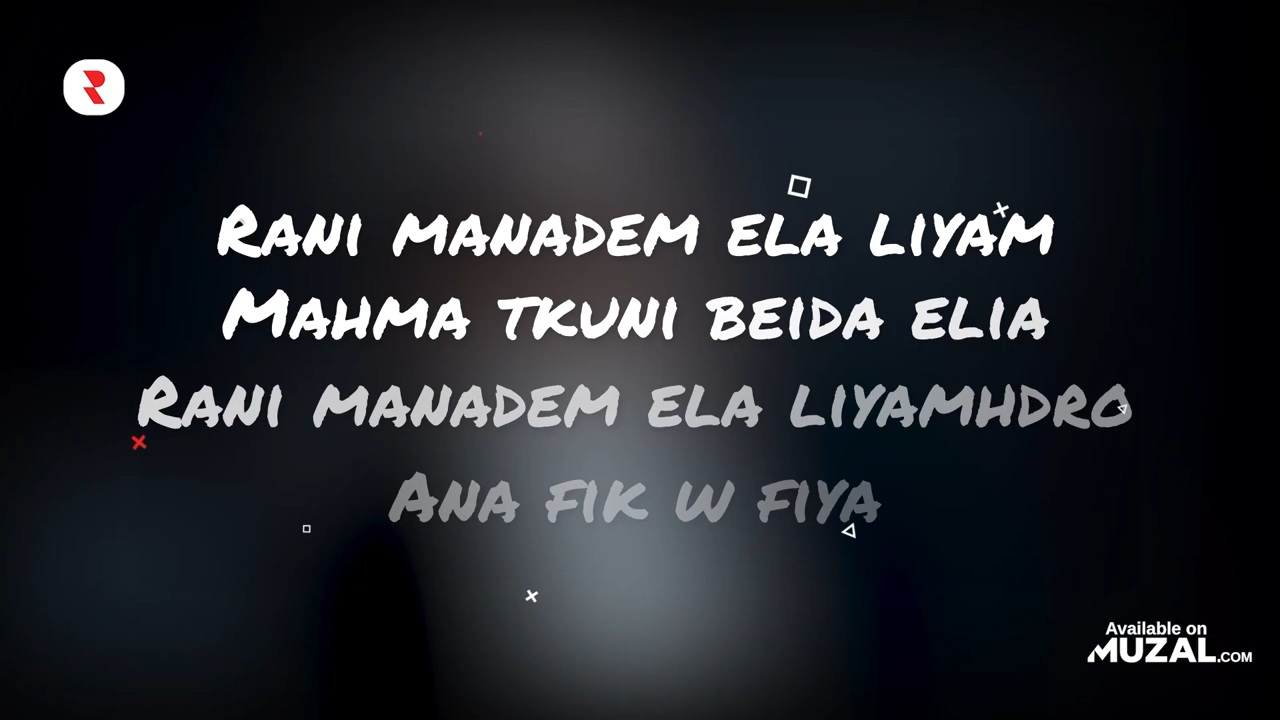 Rani manadem ela liyam
Mahma tkuni beida elia
Rani manadem ela liyamhdro
Ana fik w fiya
Available on
MUZAL.COM